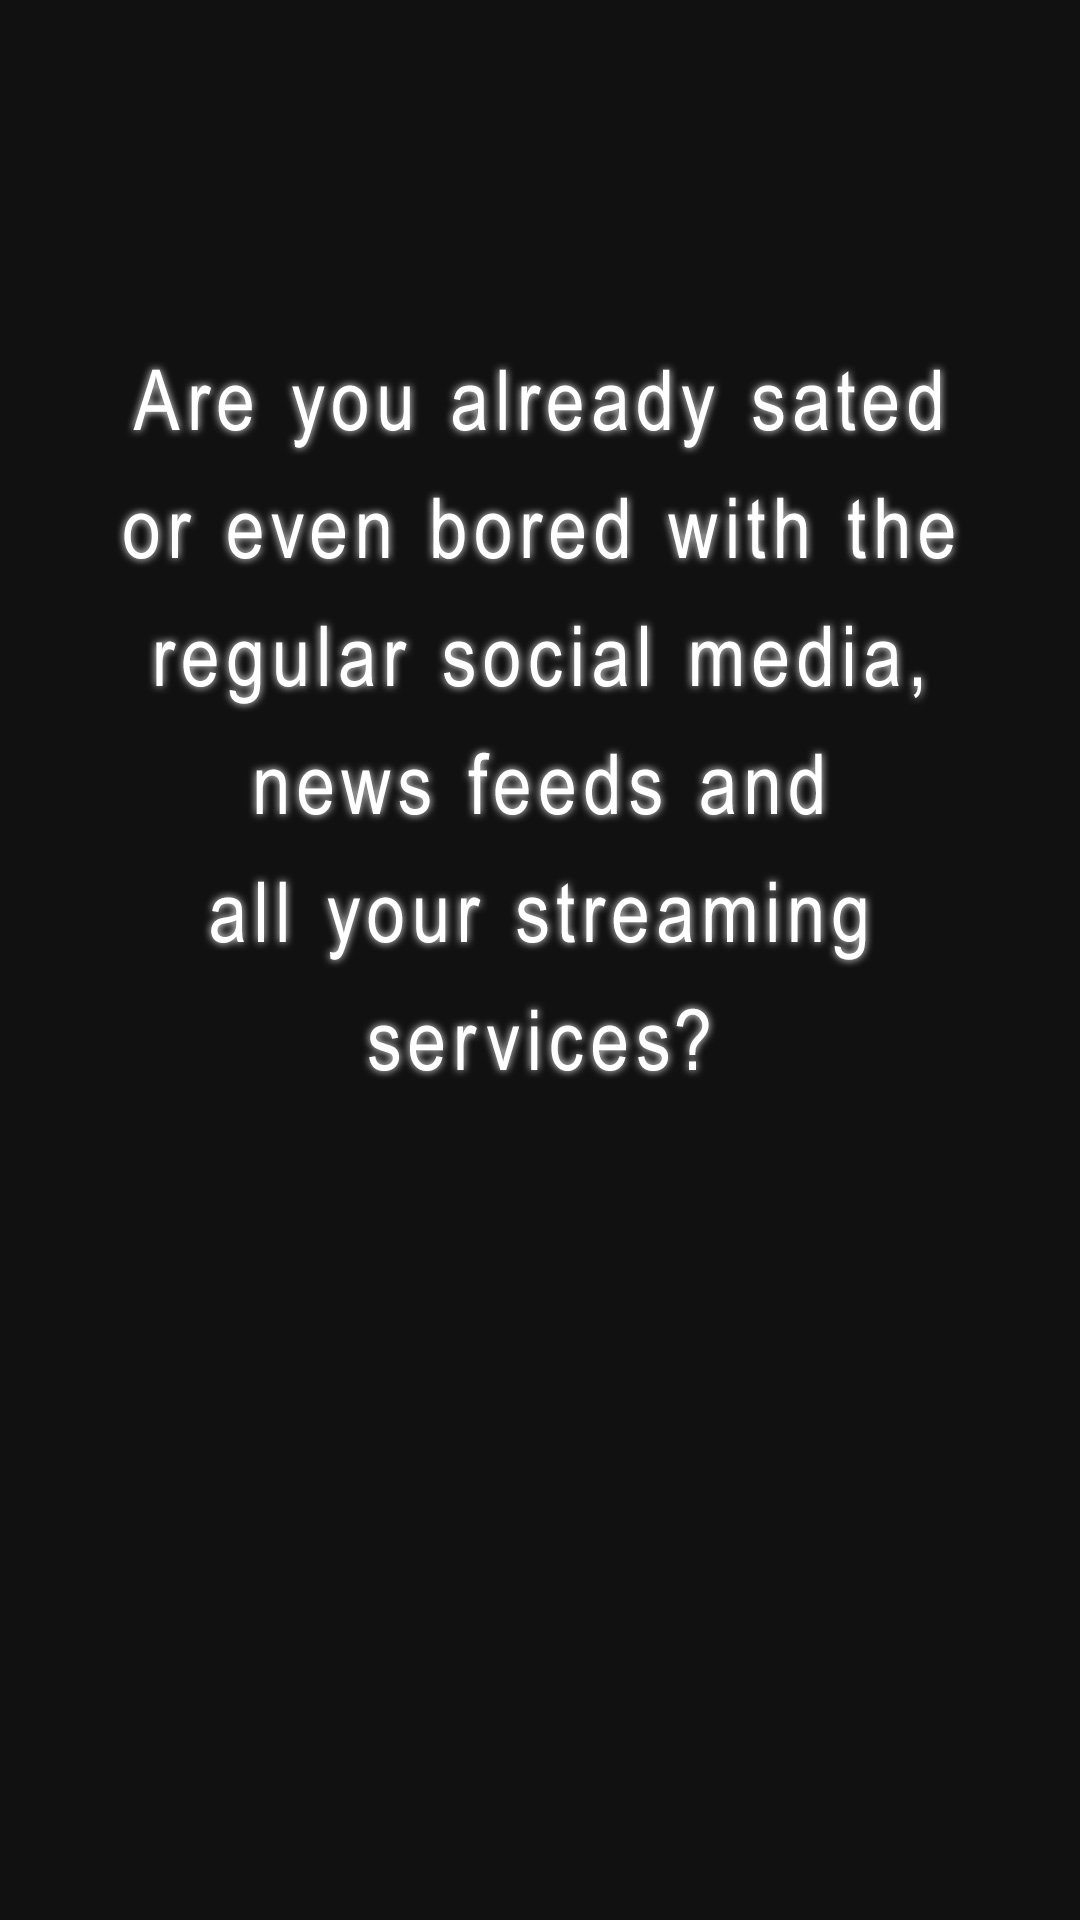 Are you already sated
or even bored with the
regular social media,
news feeds and
all your streaming
services?